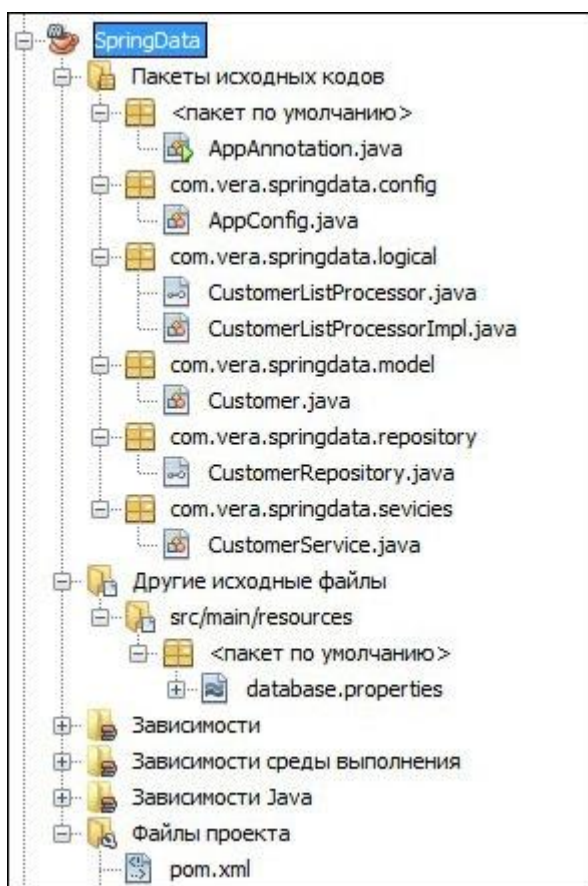 SpringData
Пакеты исходных кодов
<пакет по умолчанию>
AppAnnotation.java
com.vera.springdata.config
AppConfig.java
com.vera.springdata.logical
CustomerListProcessor.java
CustomerListProcessorImpl.java
com.vera.springdata.model
Customer.java
com.vera.springdata.repository
CustomerRepository.java
com.vera.springdata.sevicies
CustomerService.java
Другие исходные файлы
src/main/resources
<пакет по умолчанию>
database.properties
Зависимости
Зависимости среды выполнения
Зависимости Java
Файлы проекта
pom.xml